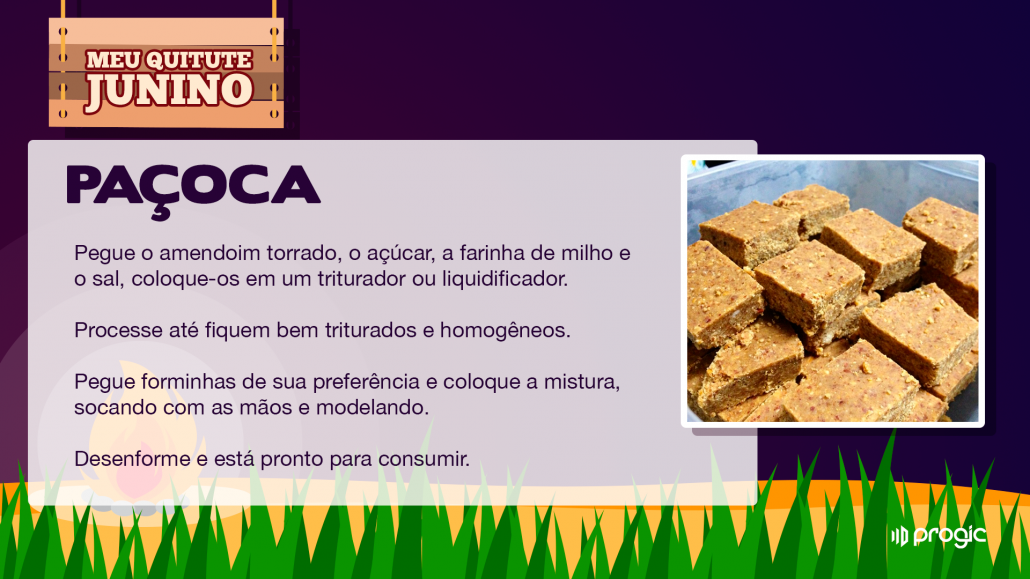 MEU QUITUTE
JUNINO
PAÇOCA
Pegue o amendoim torrado, o açúcar, a farinha de milho e
o sal, coloque-os em um triturador ou liquidificador.
Processe até fiquem bem triturados e homogêneos.
Pegue forminhas de sua preferência e coloque a mistura,
socando com as mãos e modelando.
Desenforme e está pronto para consumir.
progic